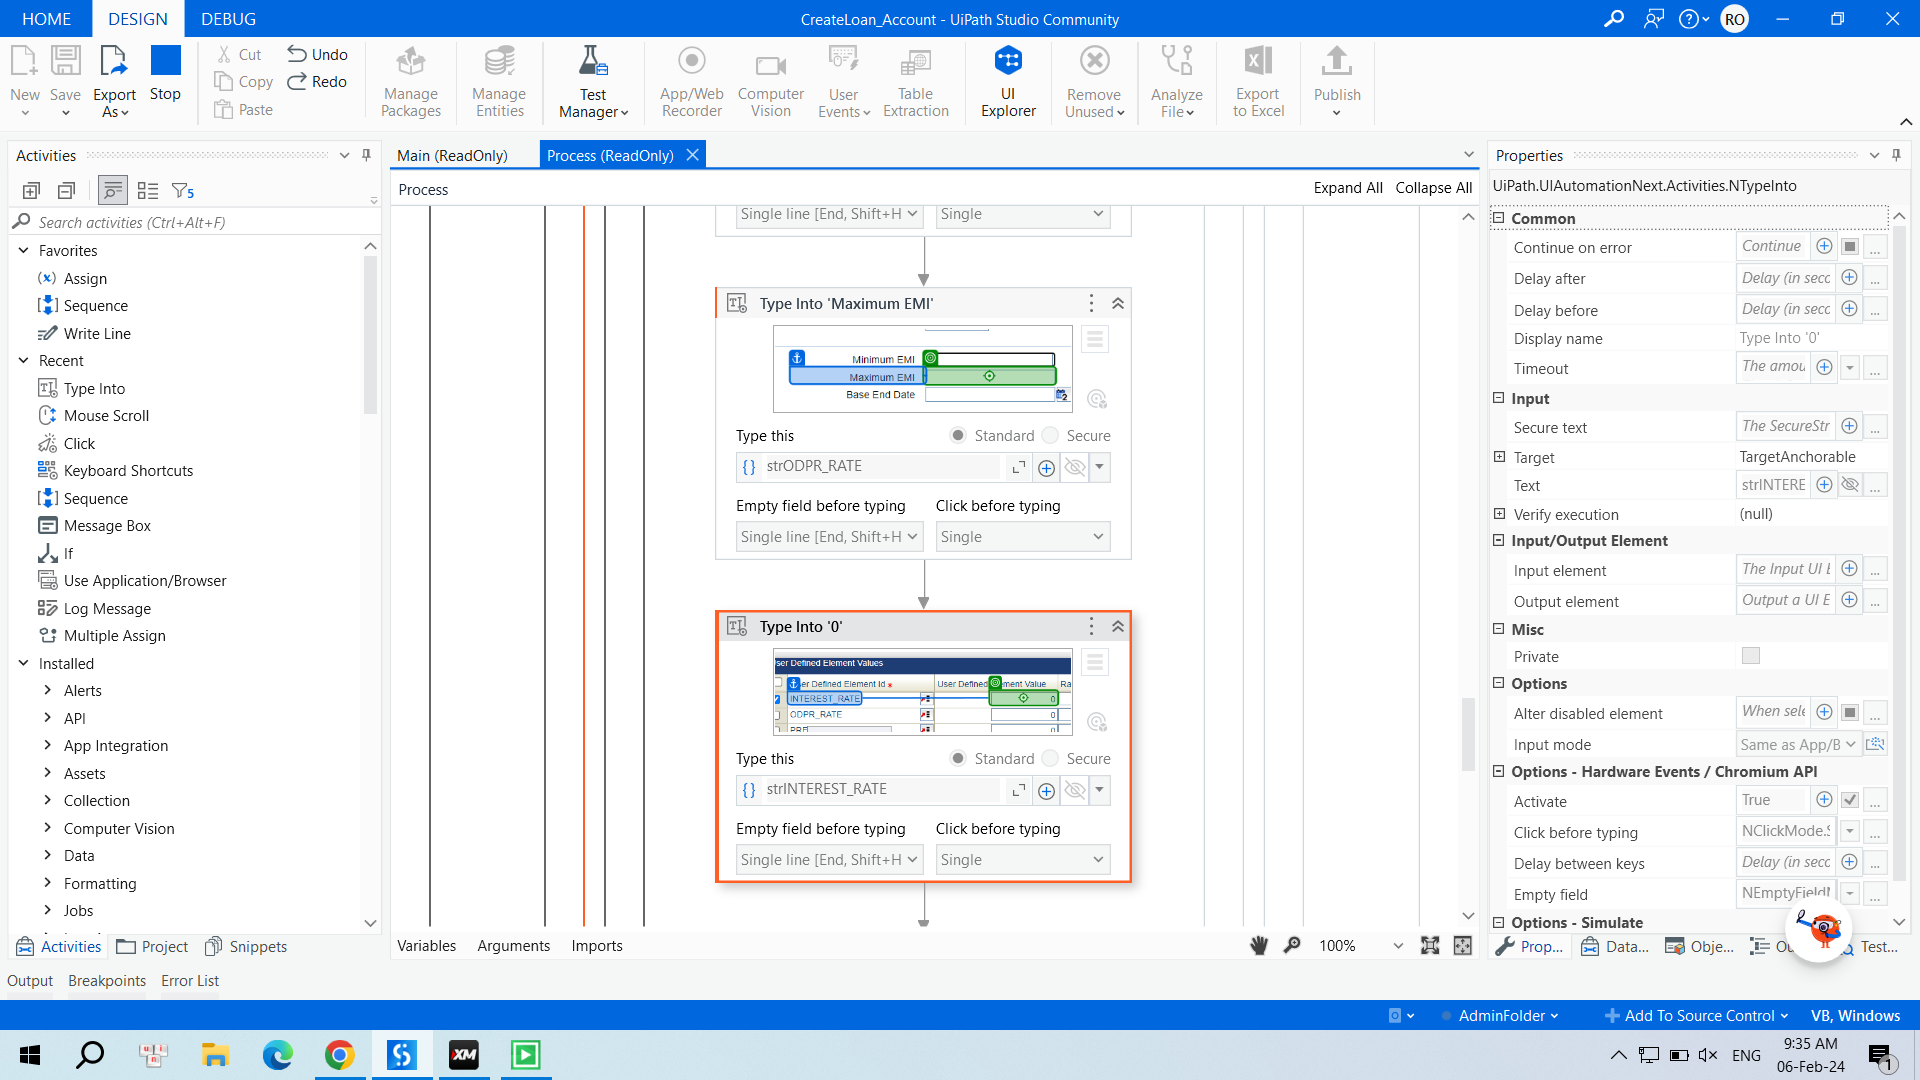 HOME DESIGN DEBUG CreateLoan_Account - UiPath Studio Community RO
New Save Export As Stop Cut Copy Paste Undo Redo Manage Packages Manage Entities Test Manager App/Web Recorder Computer Vision User Events Table Extraction UI Explorer Remove Unused Analyze File Export to Excel Publish
Activities
5
Search activities (Ctrl+Alt+F)
Favorites
Assign
Sequence
Write Line
Recent
Type Into
Mouse Scroll
Click
Keyboard Shortcuts
Sequence
Message Box
If
Use Application/Browser
Log Message
Multiple Assign
Installed
Alerts
API
App Integration
Assets
Collection
Computer Vision
Data
Formatting
Jobs
Activities Project Snippets
Main (ReadOnly) Process (ReadOnly)
Process Expand All Collapse All
Single line [End, Shift+H Single
Type Into 'Maximum EMI'
Minimum EMI
Maximum EMI
Base End Date
Type this Standard Secure
{} strODPR_RATE
Empty field before typing Click before typing
Single line [End, Shift+H Single
Type Into '0'
User Defined Element Values
INTEREST_RATE 0
ODPR_RATE 0
Type this Standard Secure
{} strINTEREST_RATE
Empty field before typing Click before typing
Single line [End, Shift+H Single
Variables Arguments Imports 100%
Properties
UiPath.UIAutomationNext.Activities.NTypeInto
Common
Continue on error Continue ...
Delay after Delay (in secc ...
Delay before Delay (in secc ...
Display name Type Into '0'
Timeout The amou ...
Input
Secure text The SecureStr ...
Target TargetAnchorable
Text strINTERE ...
Verify execution (null)
Input/Output Element
Input element The Input UI E ...
Output element Output a UI E ...
Misc
Private
Options
Alter disabled element When sele ...
Input mode Same as App/B
Options - Hardware Events / Chromium API
Activate True ...
Click before typing NClickMode.S ...
Delay between keys Delay (in secc ...
Empty field NEmptyField ...
Options - Simulate
Prop... Data... Obje... Test...
Output Breakpoints Error List
AdminFolder Add To Source Control VB, Windows
XM ENG 9:35 AM
06-Feb-24 1